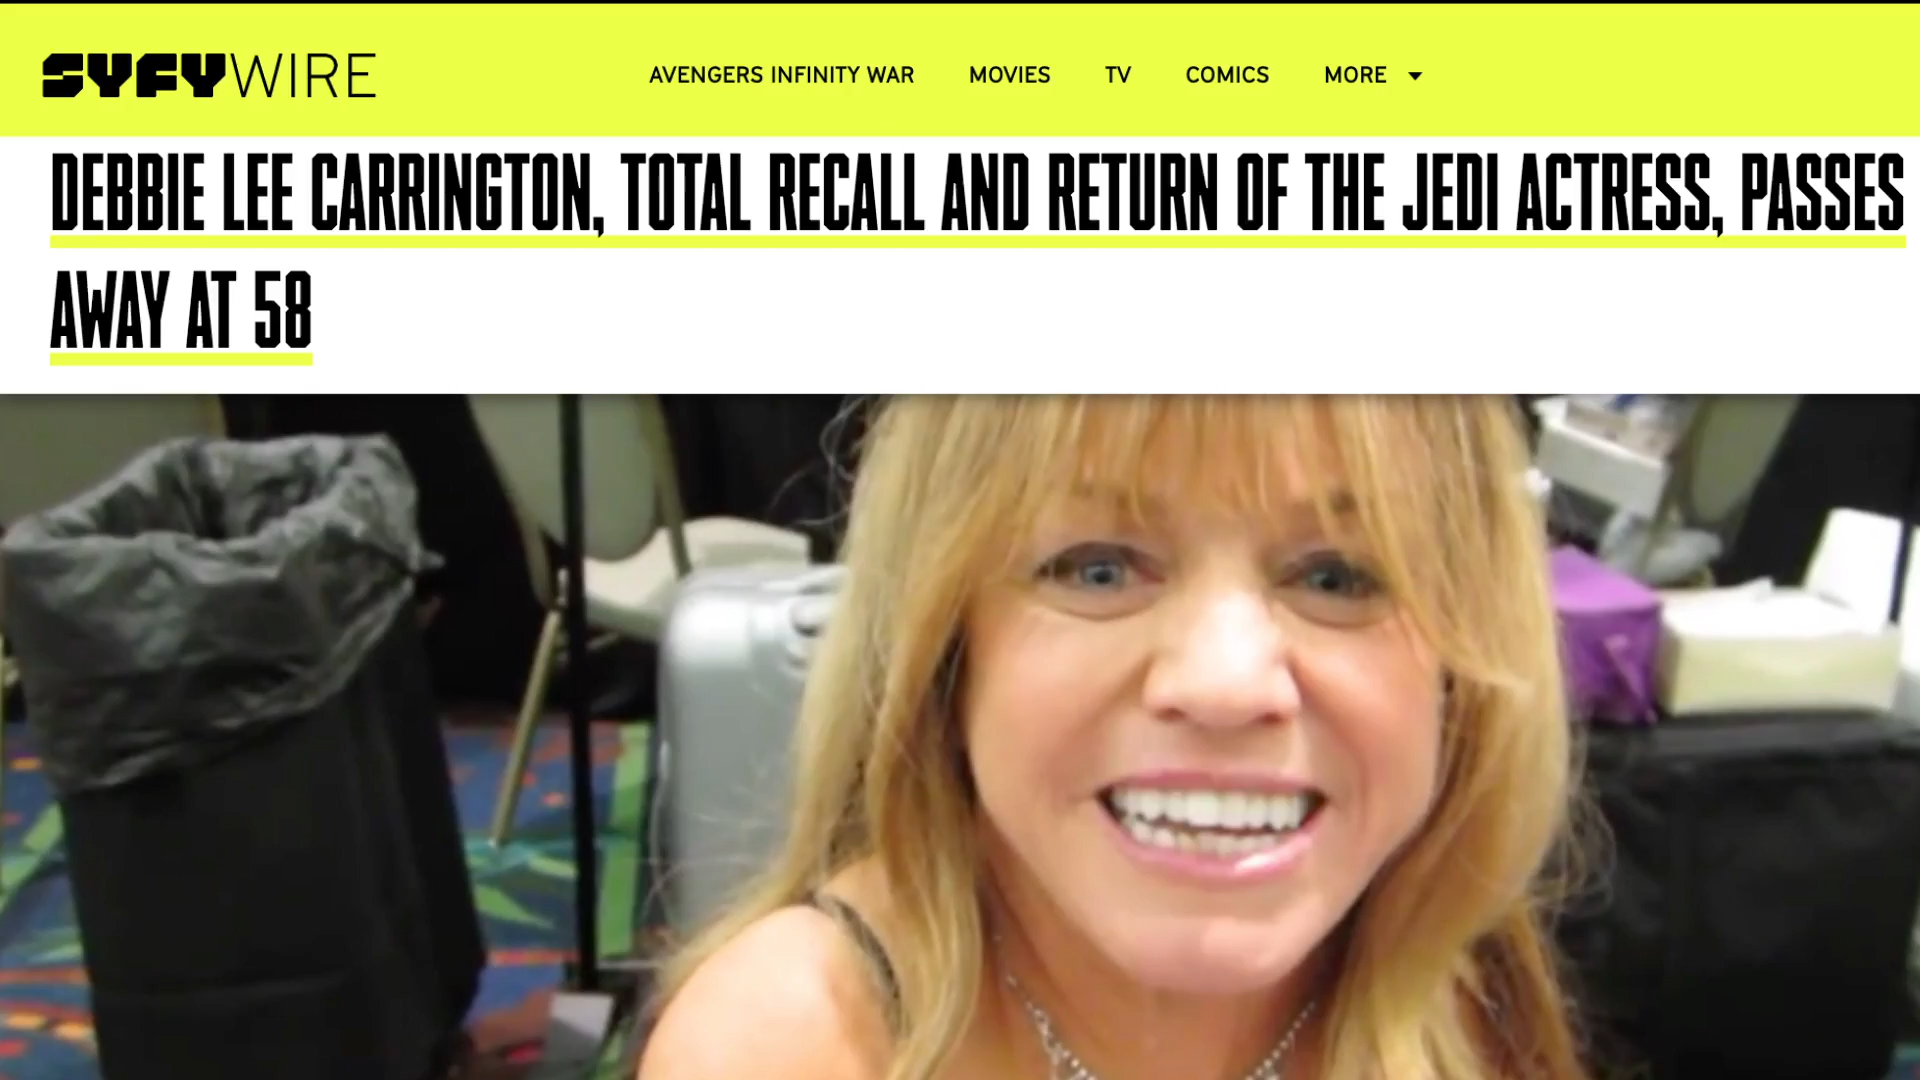 SYFYWIRE
AVENGERS INFINITY WAR MOVIES TV COMICS MORE
DEBBIE LEE CARRINGTON, TOTAL RECALL AND RETURN OF THE JEDI ACTRESS, PASSES
AWAY AT 58